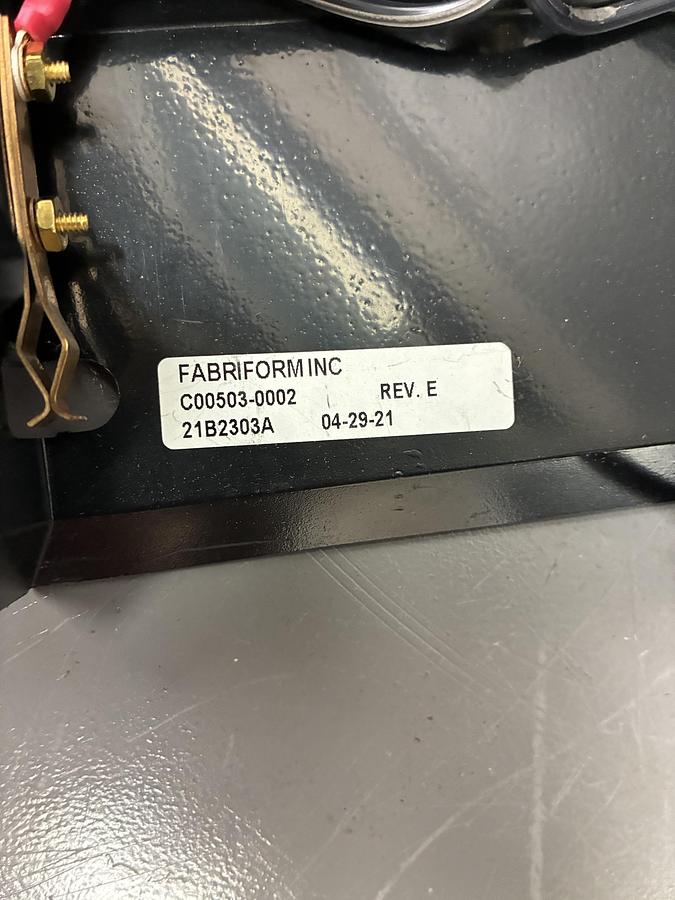 FABRIFORM INC
C00503-0002 REV. E
21B2303A 04-29-21